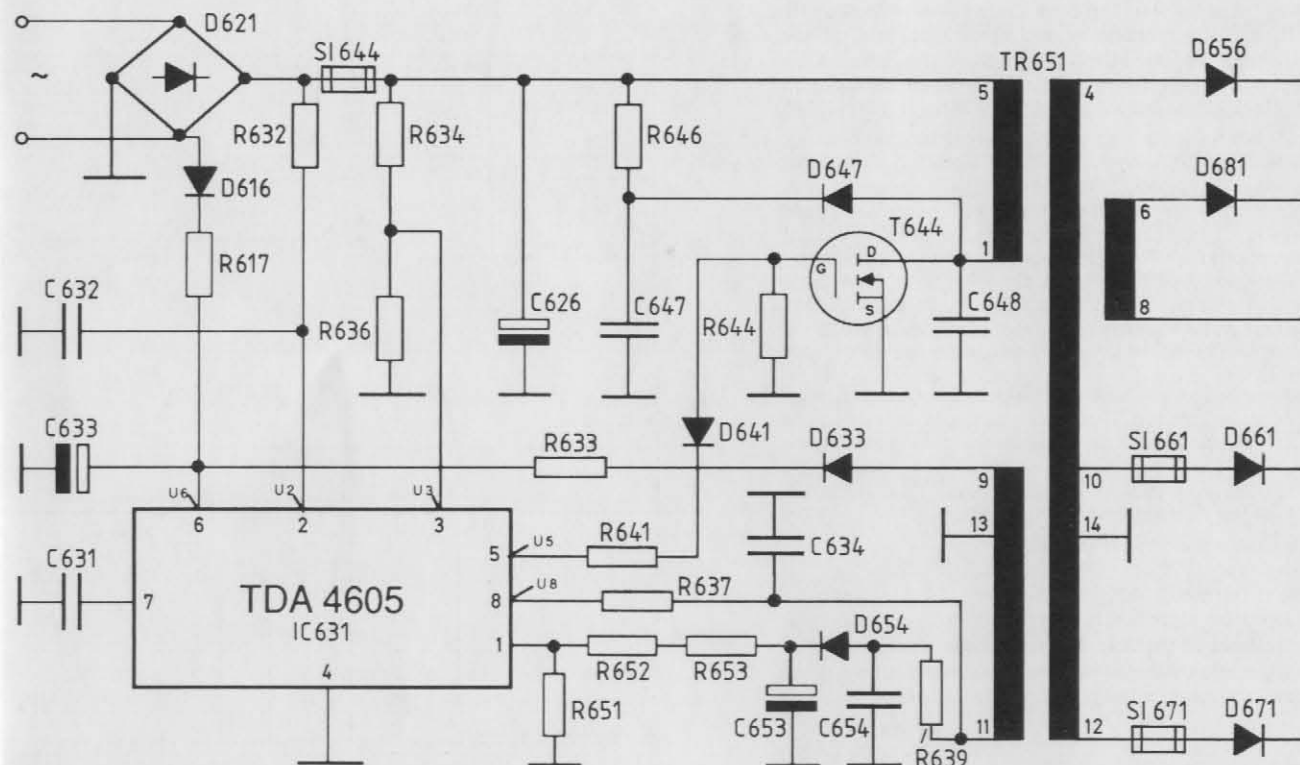 D621
SI 644
TR651
D656
~
5
4
R632
R634
R646
D681
D616
D647
6
T644
R617
G
D
S
1
C632
C626
C647
R644
C648
8
R636
C633
R633
D641
D633
SI 661
D661
U6
U2
U3
9
10
6
2
3
13
14
C631
5
U5
R641
C634
7
TDA 4605
8
U8
R637
IC631
1
D654
R652
R653
4
R651
C653
C654
11
12
SI 671
D671
R639